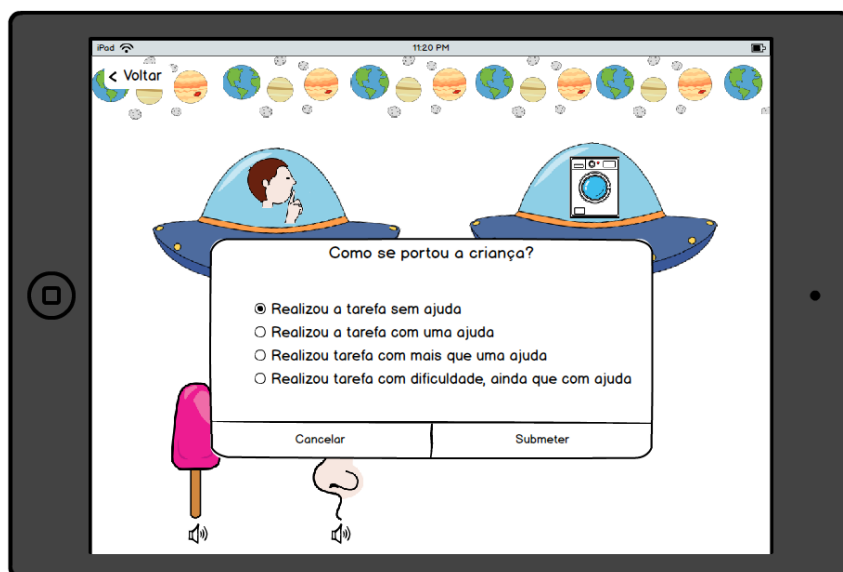 iPad
11:20 PM
< Voltar
Como se portou a criança?
Realizou a tarefa sem ajuda
Realizou a tarefa com uma ajuda
Realizou tarefa com mais que uma ajuda
Realizou tarefa com dificuldade, ainda que com ajuda
Cancelar
Submeter